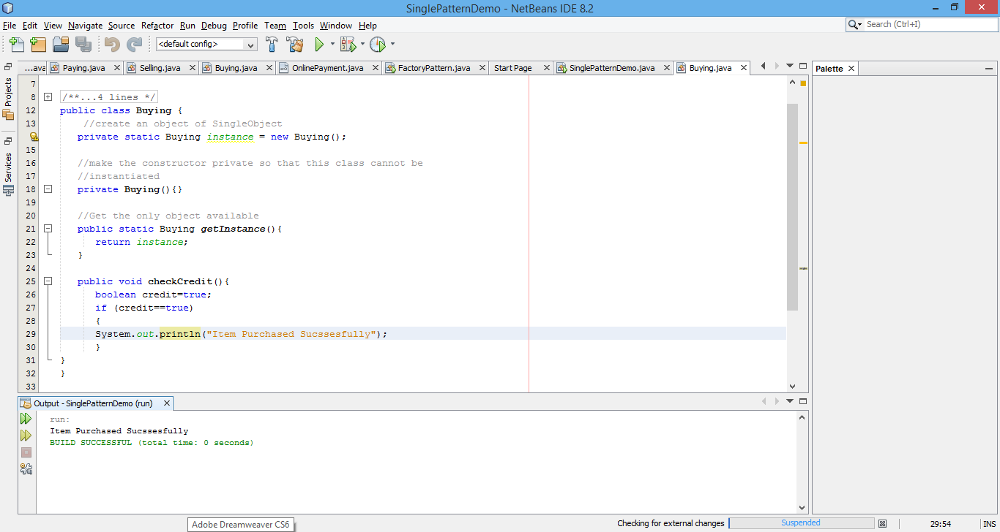 SinglePatternDemo - NetBeans IDE 8.2
File Edit View Navigate Source Refactor Run Debug Profile Team Tools Window Help
Search (Ctrl+I)
<default config>
...ava Paying.java Selling.java Buying.java OnlinePayment.java FactoryPattern.java Start Page SinglePatternDemo.java Buying.java
Palette
Projects
Services
7
8 /**...4 lines */
12 public class Buying {
13 //create an object of SingleObject
private static Buying instance = new Buying();
15
16 //make the constructor private so that this class cannot be
17 //instantiated
18 private Buying(){}
19
20 //Get the only object available
21 public static Buying getInstance(){
22 return instance;
23 }
24
25 public void checkCredit(){
26 boolean credit=true;
27 if (credit==true)
28 {
29 System.out.println("Item Purchased Sucssesfully");
30 }
31 }
32 }
33
Output - SinglePatternDemo (run)
run:
Item Purchased Sucssesfully
BUILD SUCCESSFUL (total time: 0 seconds)
Adobe Dreamweaver CS6
Checking for external changes Suspended 29:54 INS